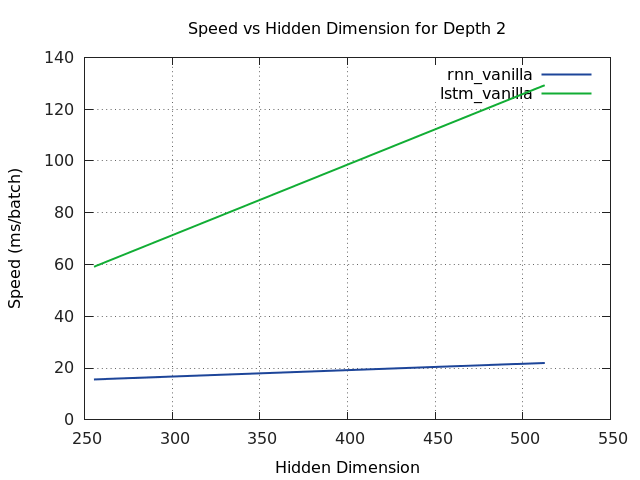 Speed vs Hidden Dimension for Depth 2
140
120
100
80
60
40
20
0
Speed (ms/batch)
rnn_vanilla
lstm_vanilla
250 300 350 400 450 500 550
Hidden Dimension